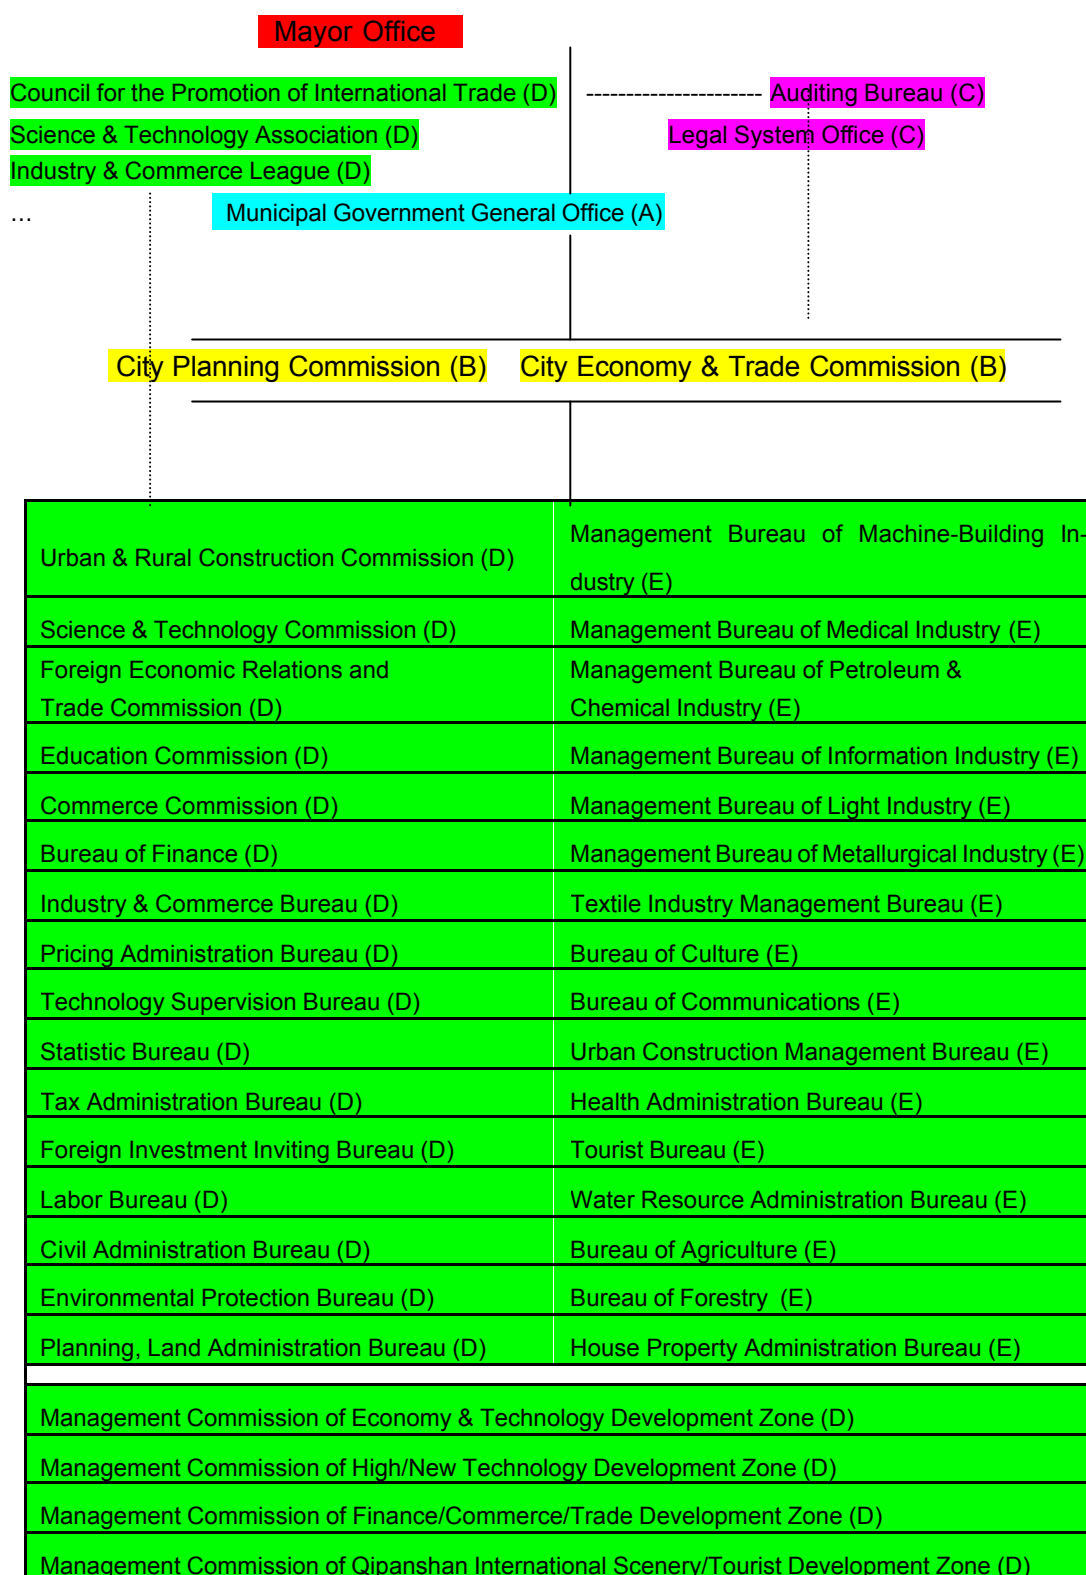 Mayor Office
Council for the Promotion of International Trade (D)
---------------------- Auditing Bureau (C)
Science & Technology Association (D)
Legal System Office (C)
Industry & Commerce League (D)
…
Municipal Government General Office (A)
City Planning Commission (B)
City Economy & Trade Commission (B)
Urban & Rural Construction Commission (D)
Management Bureau of Machine-Building In-
dustry (E)
Science & Technology Commission (D)
Management Bureau of Medical Industry (E)
Foreign Economic Relations and
Trade Commission (D)
Management Bureau of Petroleum &
Chemical Industry (E)
Education Commission (D)
Management Bureau of Information Industry (E)
Commerce Commission (D)
Management Bureau of Light Industry (E)
Bureau of Finance (D)
Management Bureau of Metallurgical Industry (E)
Industry & Commerce Bureau (D)
Textile Industry Management Bureau (E)
Pricing Administration Bureau (D)
Bureau of Culture (E)
Technology Supervision Bureau (D)
Bureau of Communications (E)
Statistic Bureau (D)
Urban Construction Management Bureau (E)
Tax Administration Bureau (D)
Health Administration Bureau (E)
Foreign Investment Inviting Bureau (D)
Tourist Bureau (E)
Labor Bureau (D)
Water Resource Administration Bureau (E)
Civil Administration Bureau (D)
Bureau of Agriculture (E)
Environmental Protection Bureau (D)
Bureau of Forestry (E)
Planning, Land Administration Bureau (D)
House Property Administration Bureau (E)
Management Commission of Economy & Technology Development Zone (D)
Management Commission of High/New Technology Development Zone (D)
Management Commission of Finance/Commerce/Trade Development Zone (D)
Management Commission of Qipanshan International Scenery/Tourist Development Zone (D)